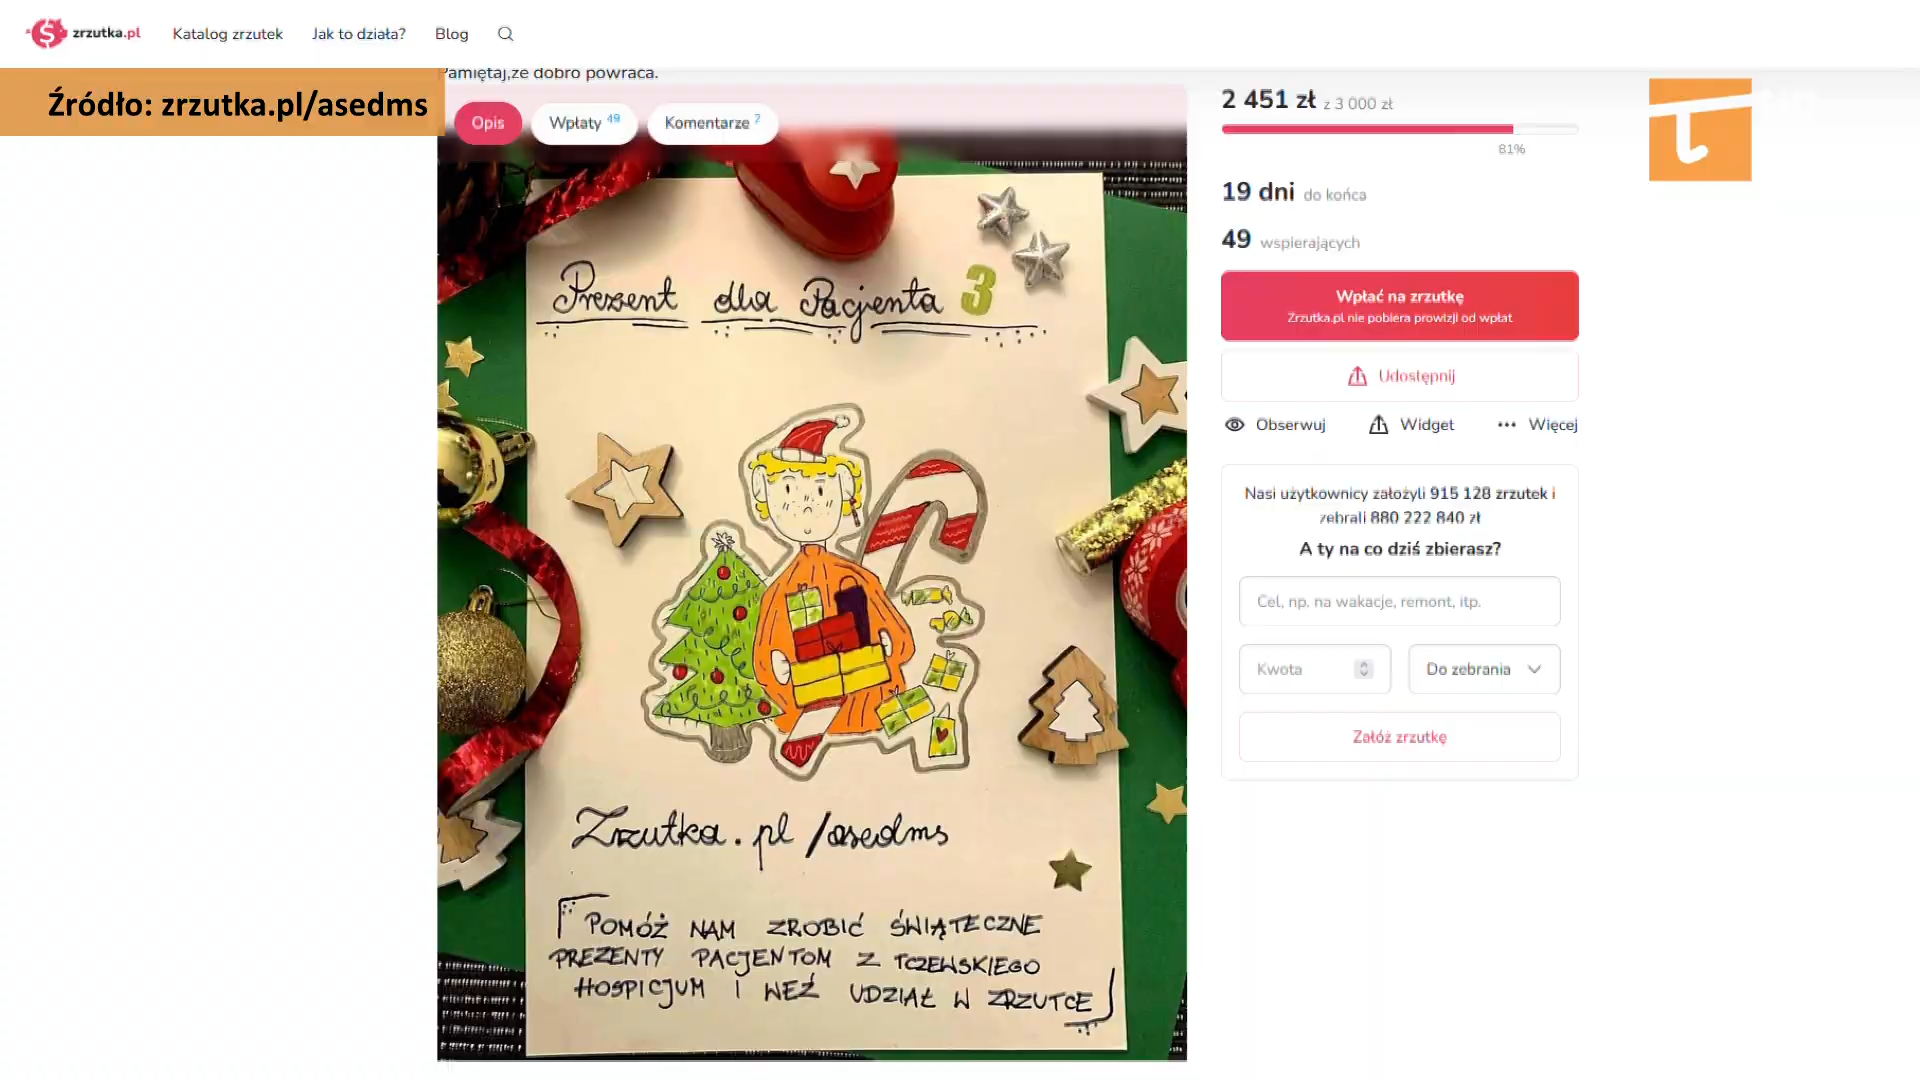 zrzutka.pl
Katalog zrzutek
Jak to działa?
Blog
Pamiętaj,że dobro powraca.
Źródło: zrzutka.pl/asedms
Opis
Wpłaty 49
Komentarze 7
Prezent dla Pacjenta 3
Zrzutka.pl/asedms
POMÓŻ NAM ZROBIĆ ŚWIĄTECZNE
PREZENTY PACJENTOM Z TCZEWSKIEGO
HOSPICJUM I WEŹ UDZIAŁ W ZRZUTCE
2 451 zł z 3 000 zł
81%
19 dni do końca
49 wspierających
Wpłać na zrzutkę
Zrzutka.pl nie pobiera prowizji od wpłat
Udostępnij
Obserwuj
Widget
Więcej
Nasi użytkownicy założyli 915 128 zrzutek i
zebrali 880 222 840 zł
A ty na co dziś zbierasz?
Cel, np. na wakacje, remont, itp.
Kwota
Do zebrania
Załóż zrzutkę